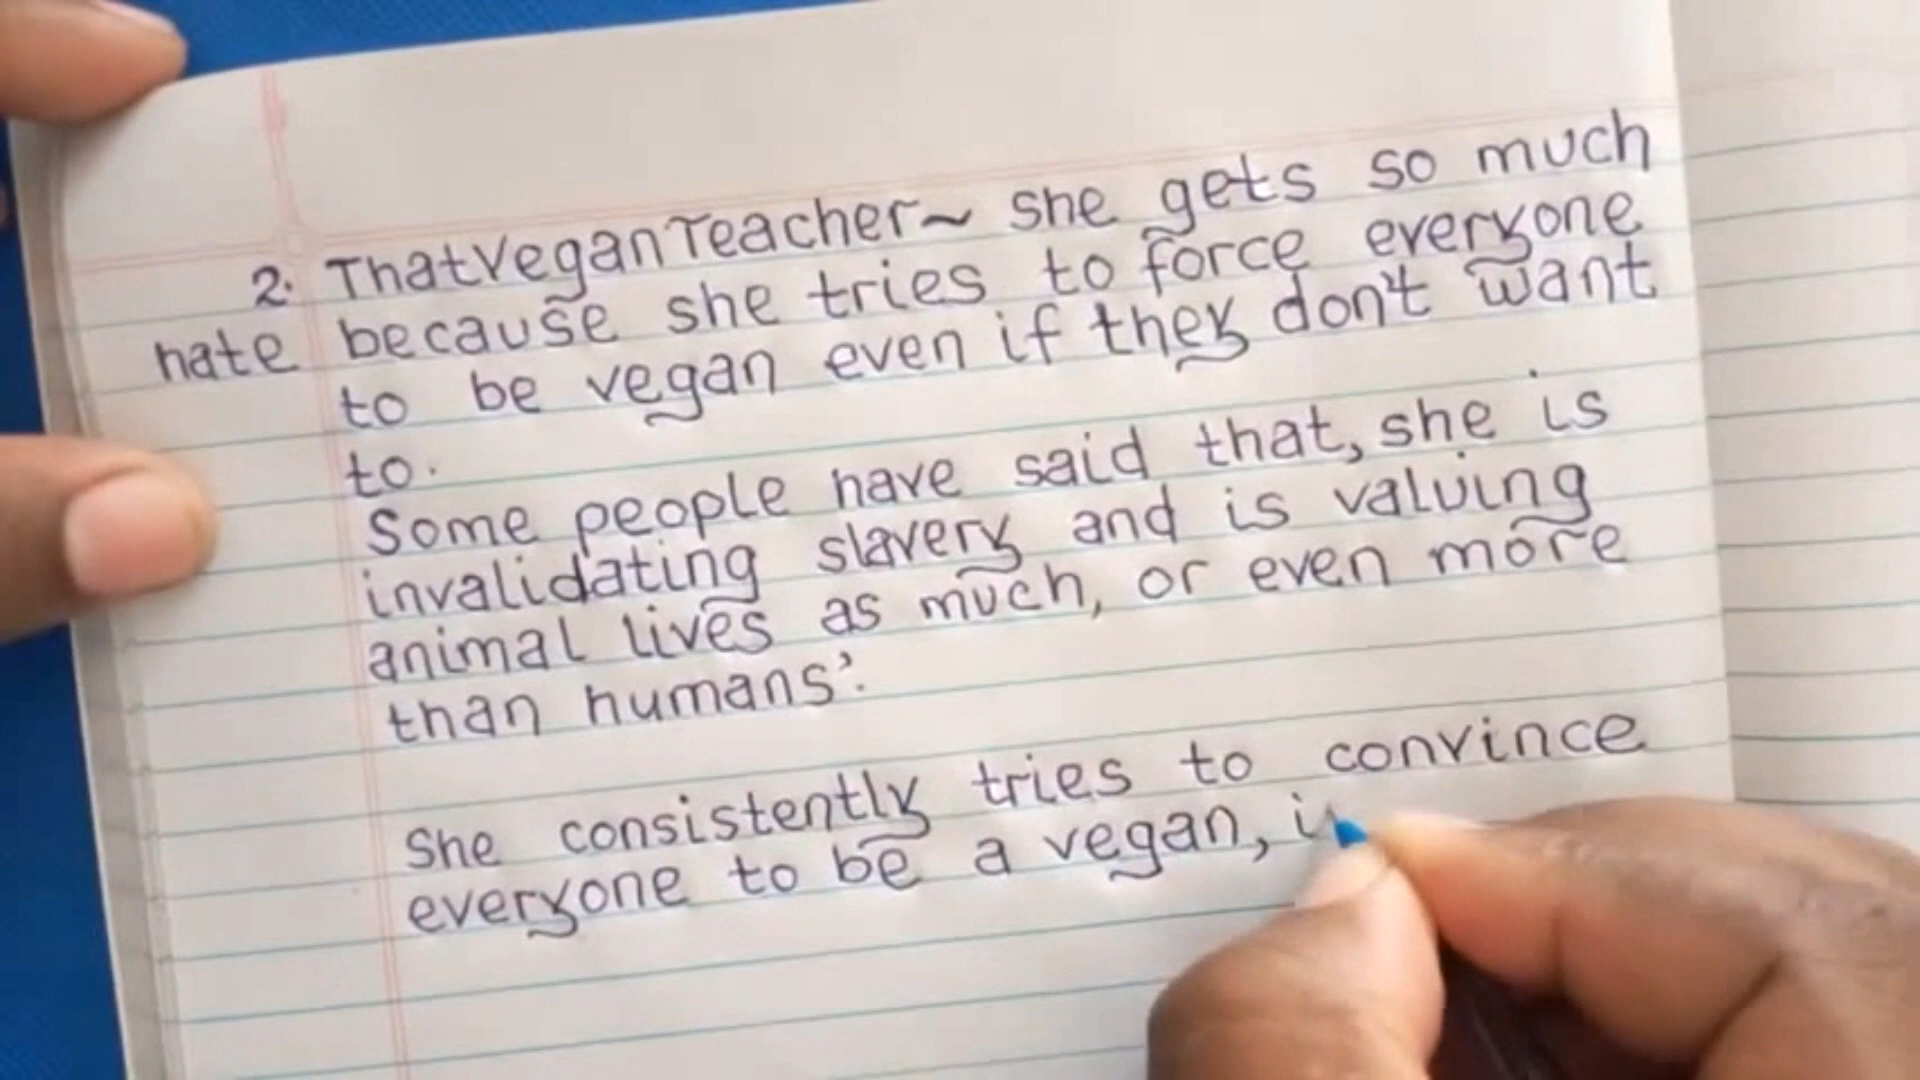 2. ThatVeganTeacher~ she gets so much
hate because she tries to force everyone
to be vegan even if they don't want
to.
Some people have said that, she is
invalidating slavery and is valuing
animal lives as much, or even more
than humans'.
She consistently tries to convince
everyone to be a vegan, i